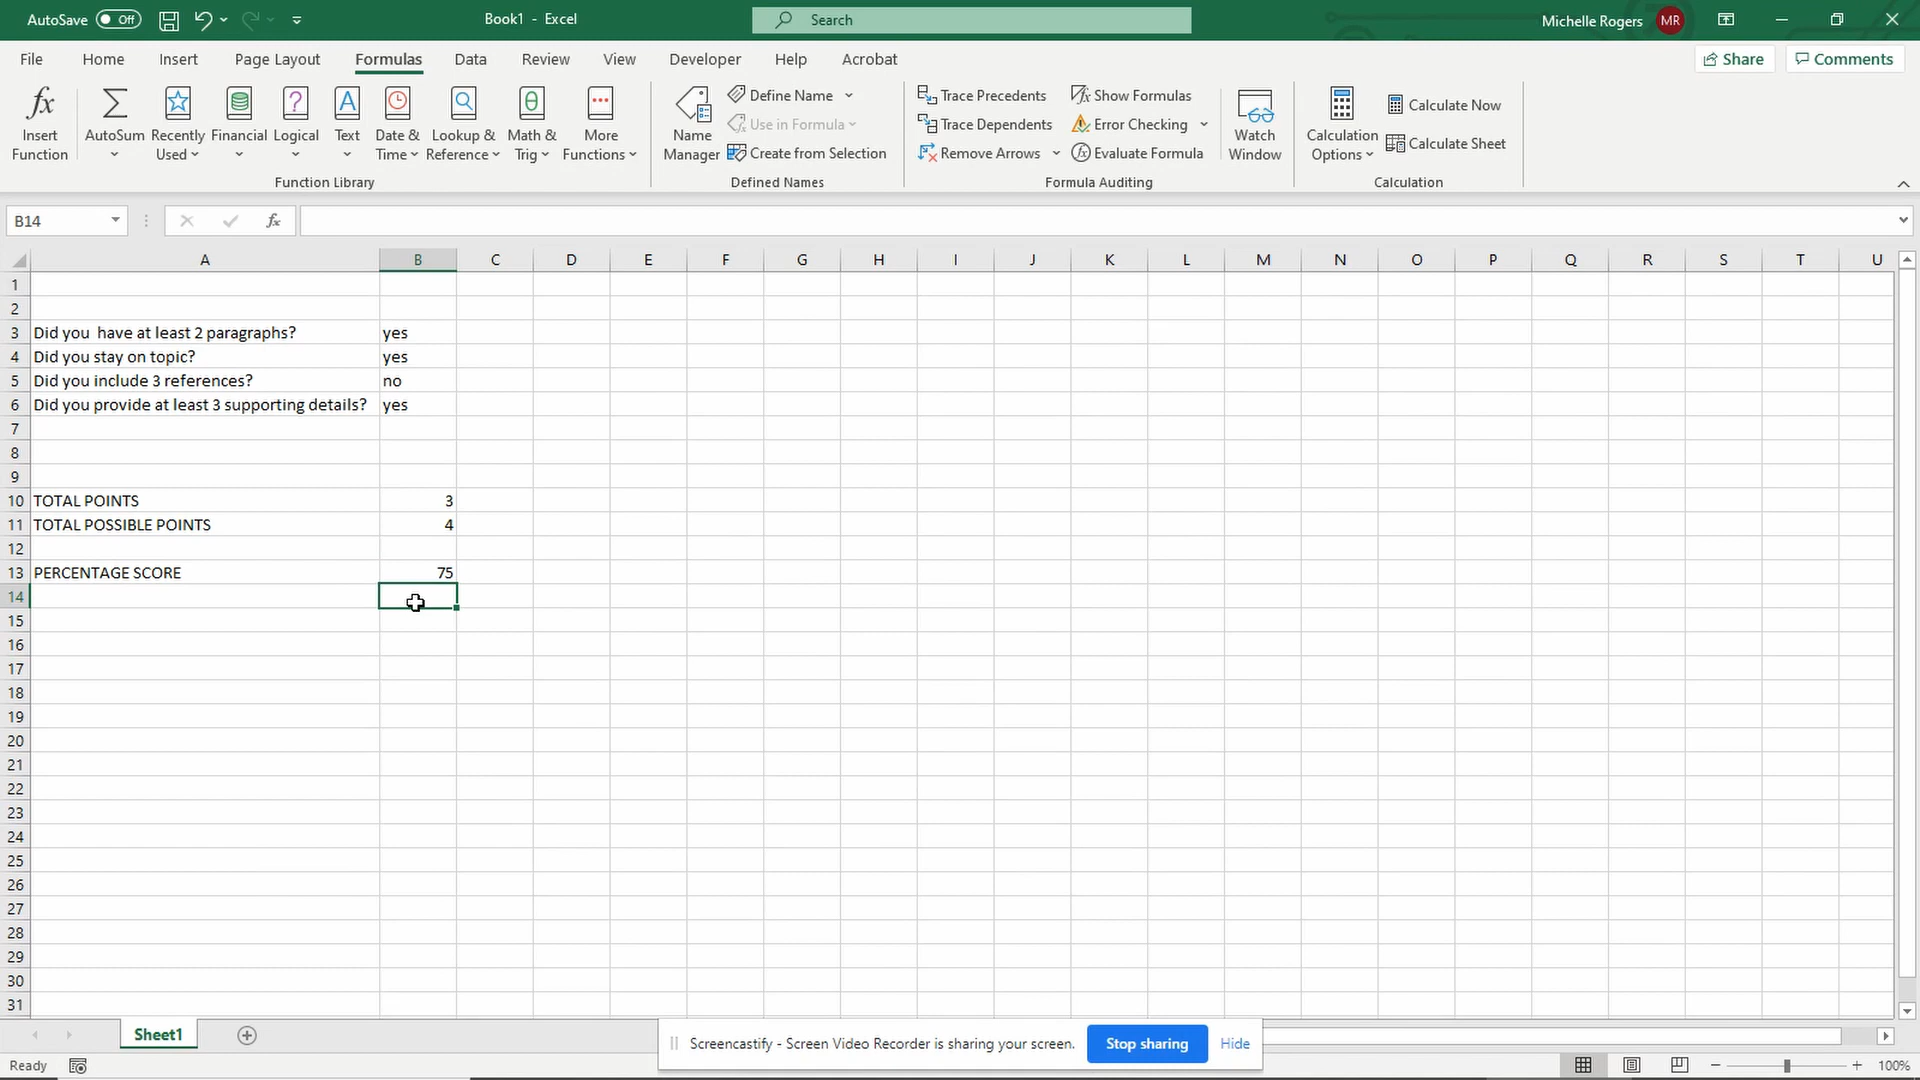 AutoSave Off Book1 - Excel Search Michelle Rogers MR
File Home Insert Page Layout Formulas Data Review View Developer Help Acrobat Share Comments
fx Σ ? A θ Define Name Trace Precedents fx Show Formulas Calculate Now
Insert AutoSum Recently Financial Logical Text Date & Lookup & Math & More Name Use in Formula Trace Dependents Error Checking Watch Calculation Calculate Sheet
Function Used Time Reference Trig Functions Manager Create from Selection Remove Arrows fx Evaluate Formula Window Options
Function Library Defined Names Formula Auditing Calculation
B14 fx
A B C D E F G H I J K L M N O P Q R S T U
1
2
3 Did you  have at least 2 paragraphs? yes
4 Did you stay on topic? yes
5 Did you include 3 references? no
6 Did you provide at least 3 supporting details? yes
7
8
9
10 TOTAL POINTS 3
11 TOTAL POSSIBLE POINTS 4
12
13 PERCENTAGE SCORE 75
14
15
16
17
18
19
20
21
22
23
24
25
26
27
28
29
30
31
Sheet1
Screencastify - Screen Video Recorder is sharing your screen. Stop sharing Hide
Ready 100%